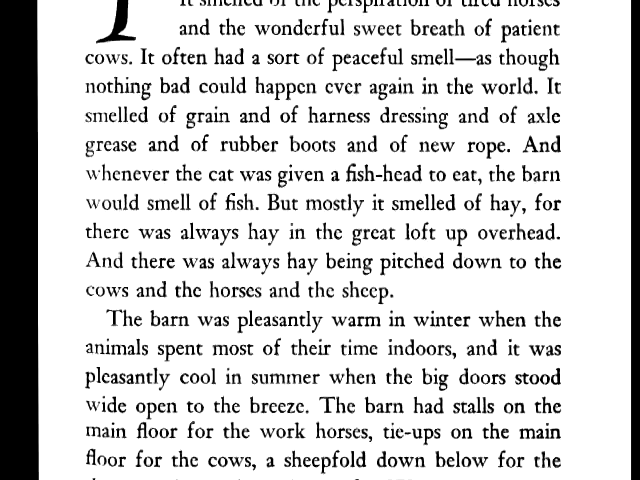 It smelled of the perspiration of tired horses
and the wonderful sweet breath of patient
cows. It often had a sort of peaceful smell—as though
nothing bad could happen ever again in the world. It
smelled of grain and of harness dressing and of axle
grease and of rubber boots and of new rope. And
whenever the cat was given a fish-head to eat, the barn
would smell of fish. But mostly it smelled of hay, for
there was always hay in the great loft up overhead.
And there was always hay being pitched down to the
cows and the horses and the sheep.
The barn was pleasantly warm in winter when the
animals spent most of their time indoors, and it was
pleasantly cool in summer when the big doors stood
wide open to the breeze. The barn had stalls on the
main floor for the work horses, tie-ups on the main
floor for the cows, a sheepfold down below for the